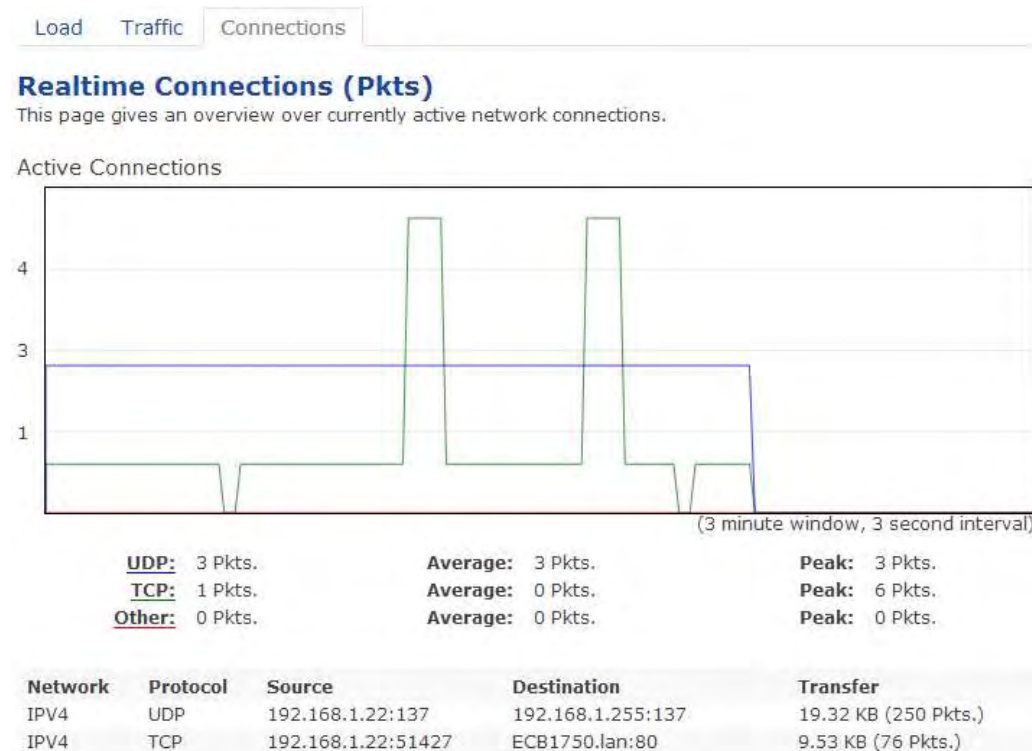 Load Traffic Connections
Realtime Connections (Pkts)
This page gives an overview over currently active network connections.
Active Connections
4
3
1
(3 minute window, 3 second interval)
UDP: 3 Pkts. Average: 3 Pkts. Peak: 3 Pkts.
TCP: 1 Pkts. Average: 0 Pkts. Peak: 6 Pkts.
Other: 0 Pkts. Average: 0 Pkts. Peak: 0 Pkts.
Network Protocol Source Destination Transfer
IPV4 UDP 192.168.1.22:137 192.168.1.255:137 19.32 KB (250 Pkts.)
IPV4 TCP 192.168.1.22:51427 ECB1750.lan:80 9.53 KB (76 Pkts.)